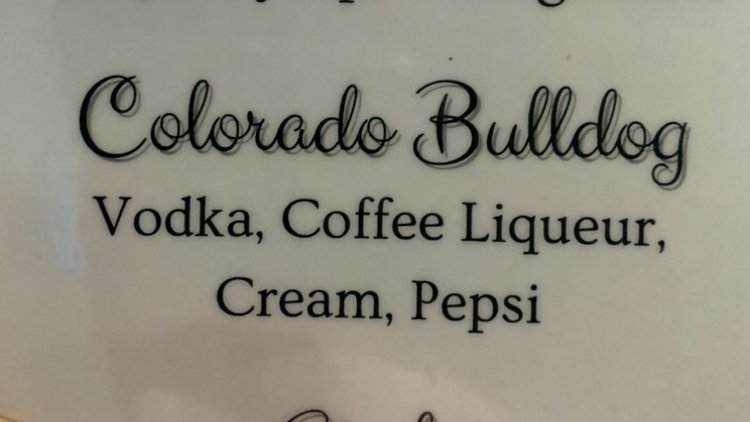 Colorado Bulldog
Vodka, Coffee Liqueur,
Cream, Pepsi